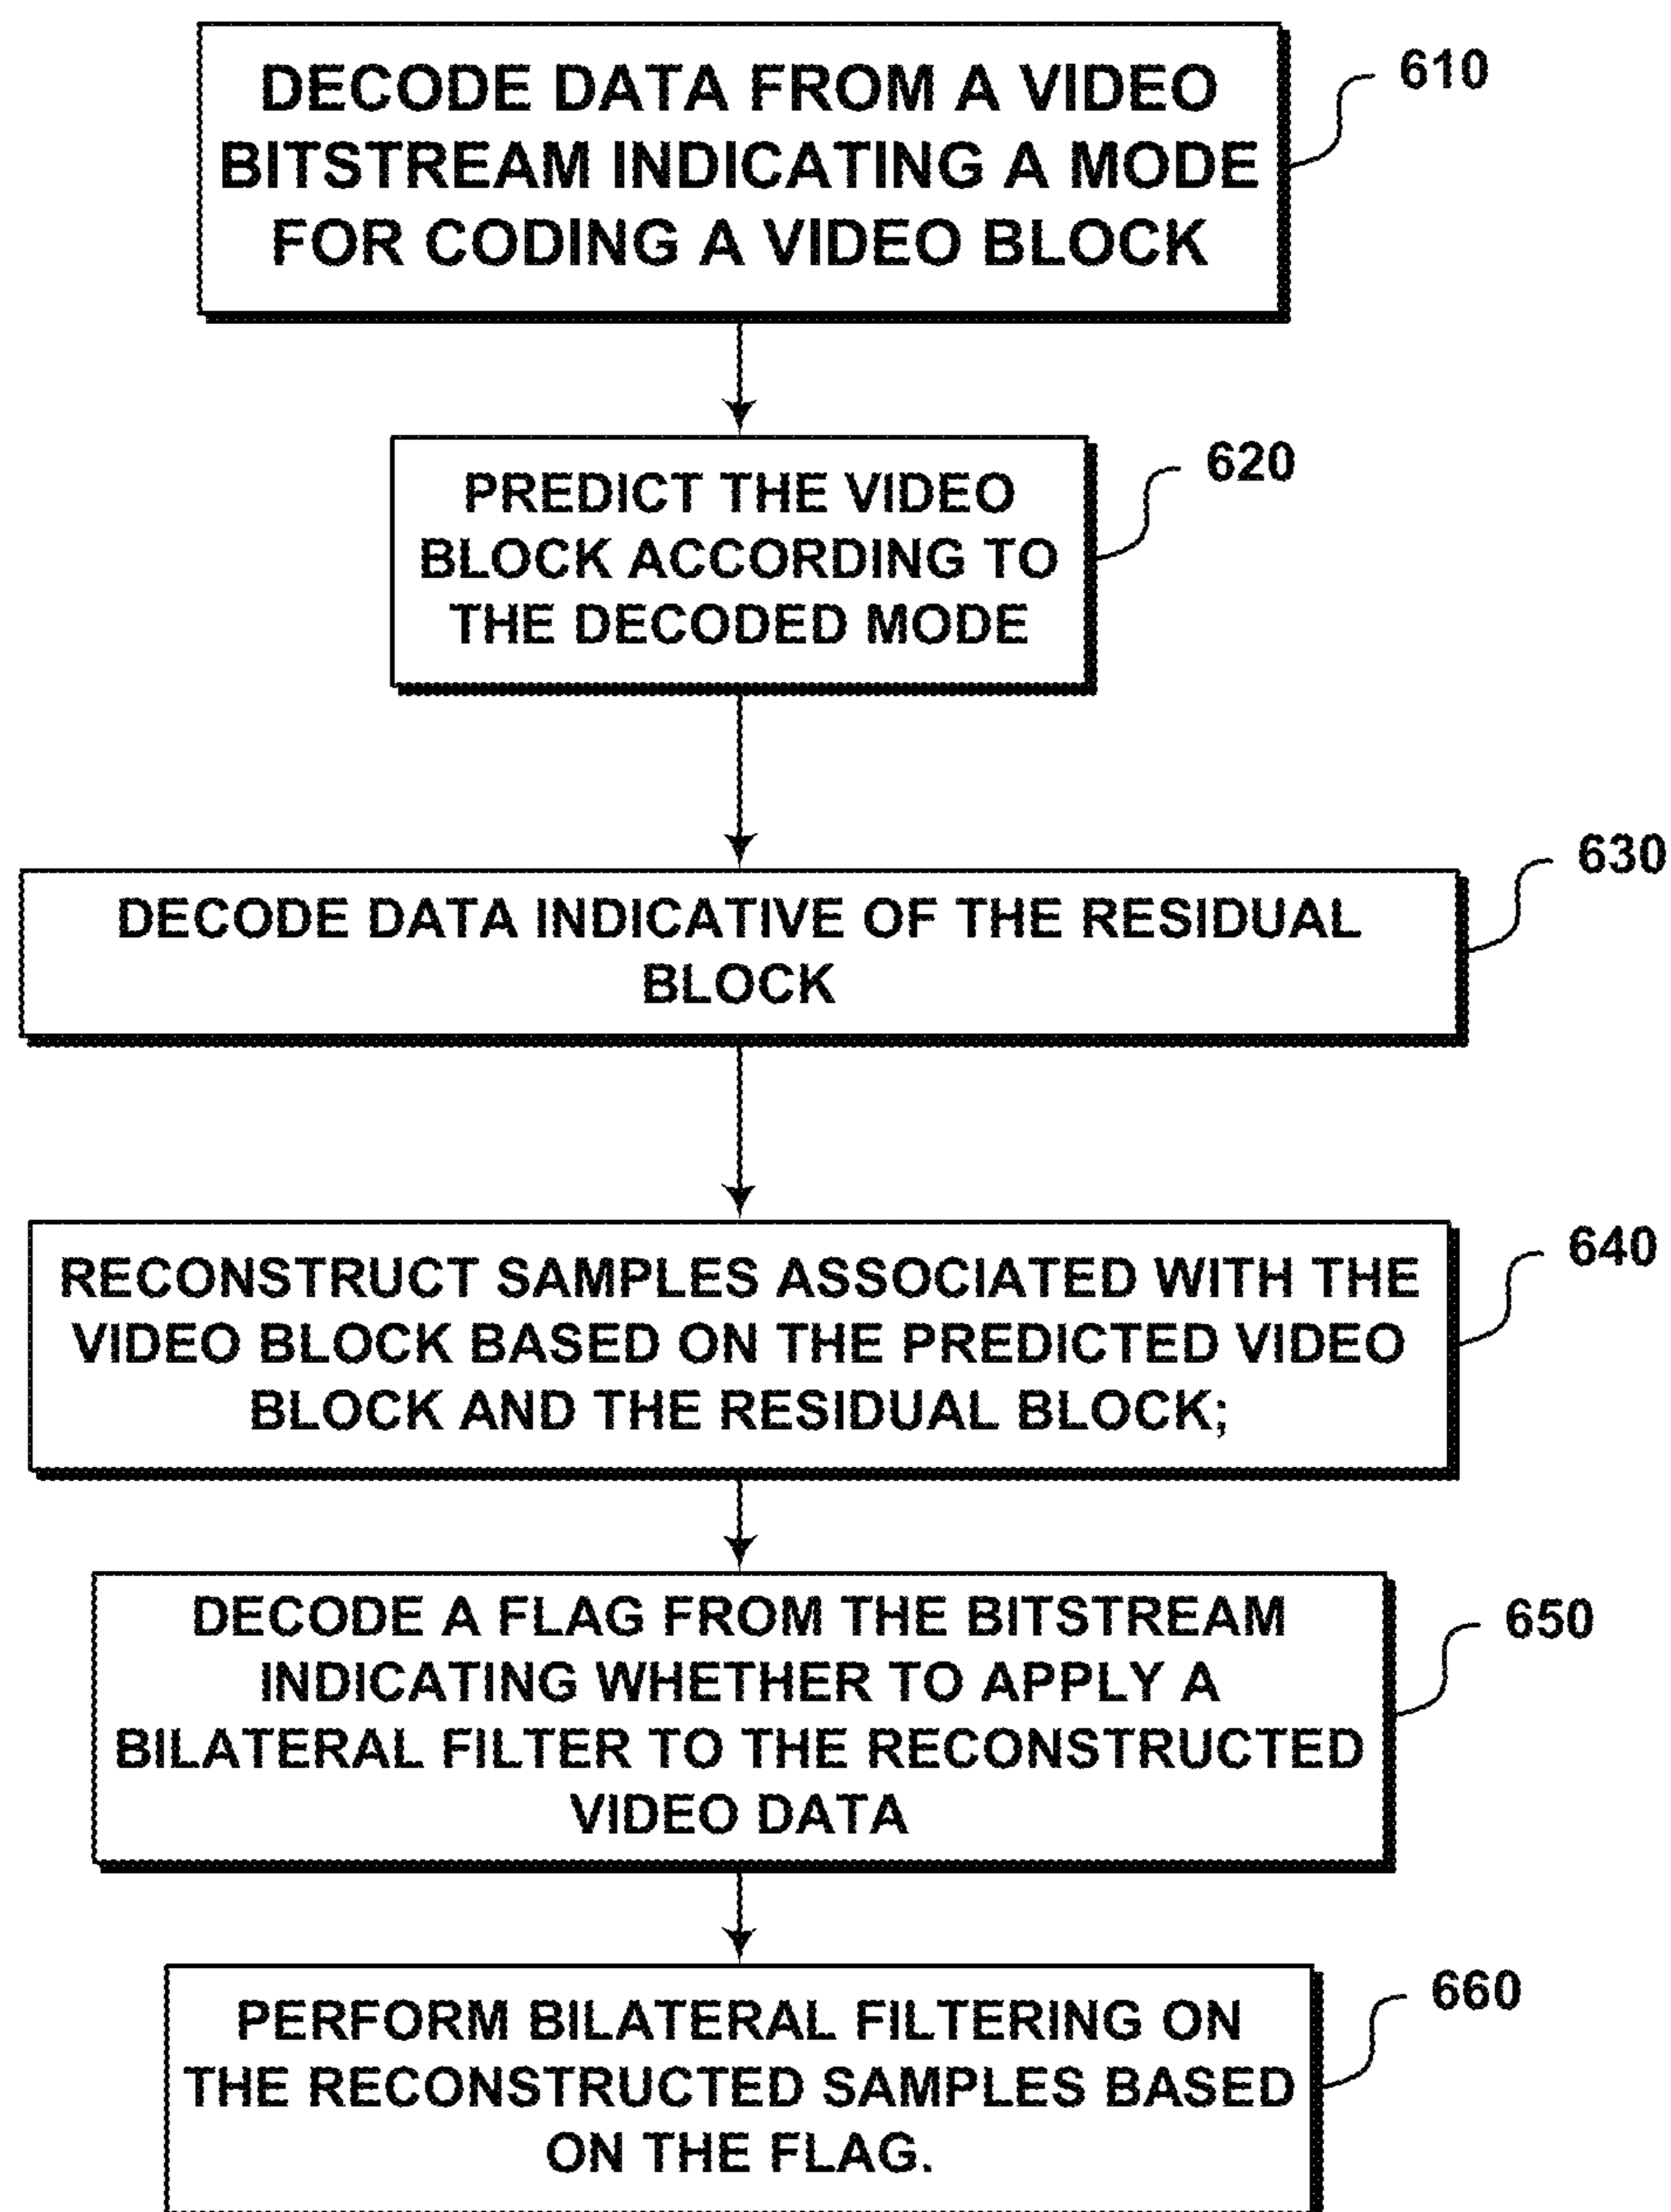 DECODE DATA FROM A VIDEO
BITSTREAM INDICATING A MODE
FOR CODING A VIDEO BLOCK
610
PREDICT THE VIDEO
BLOCK ACCORDING TO
THE DECODED MODE
620
DECODE DATA INDICATIVE OF THE RESIDUAL
BLOCK
630
RECONSTRUCT SAMPLES ASSOCIATED WITH THE
VIDEO BLOCK BASED ON THE PREDICTED VIDEO
BLOCK AND THE RESIDUAL BLOCK;
640
DECODE A FLAG FROM THE BITSTREAM
INDICATING WHETHER TO APPLY A
BILATERAL FILTER TO THE RECONSTRUCTED
VIDEO DATA
650
PERFORM BILATERAL FILTERING ON
THE RECONSTRUCTED SAMPLES BASED
ON THE FLAG.
660